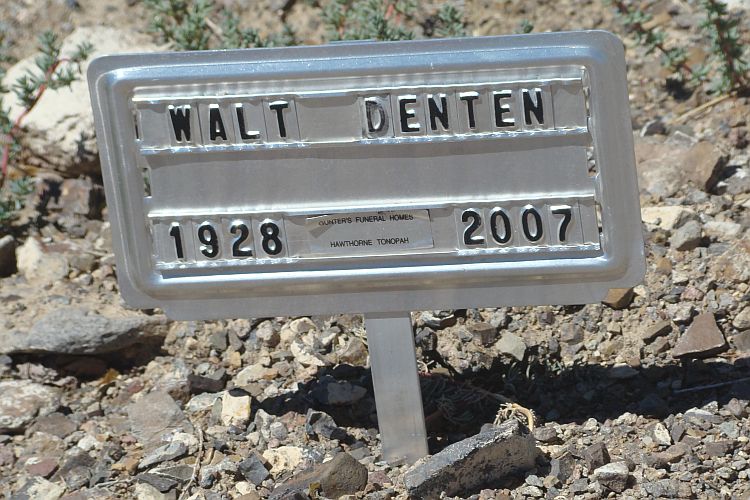 WALT DENTEN
1928 2007
GUNTER'S FUNERAL HOMES
HAWTHORNE TONOPAH